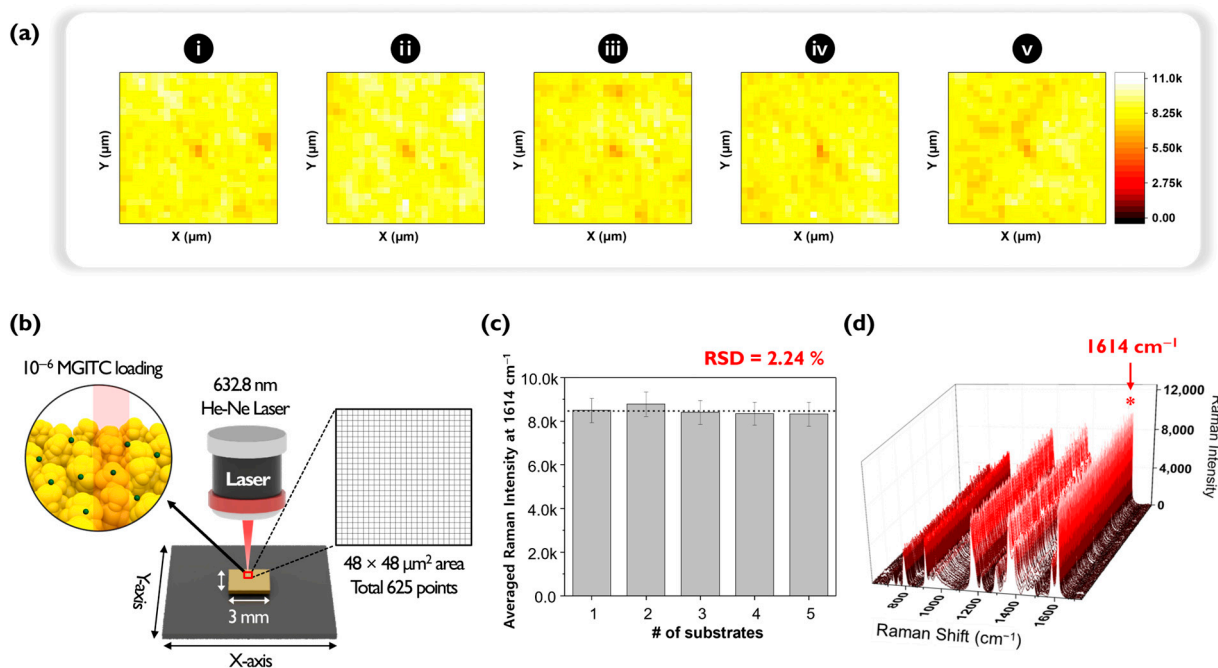 (a)
i
ii
iii
iv
v
Y (µm)
X (µm)
Y (µm)
X (µm)
Y (µm)
X (µm)
Y (µm)
X (µm)
Y (µm)
X (µm)
11.0k
8.25k
5.50k
2.75k
0.00
(b)
10⁻⁶ MGITC loading
632.8 nm
He-Ne Laser
Laser
48 × 48 µm² area
Total 625 points
3 mm
Y-axis
X-axis
(c)
RSD = 2.24 %
Averaged Raman Intensity at 1614 cm⁻¹
10.0k
8.0k
6.0k
4.0k
2.0k
0.0
1 2 3 4 5
# of substrates
(d)
1614 cm⁻¹
*
12,000
8,000
4,000
0
Raman Intensity
800 1000 1200 1400 1600
Raman Shift (cm⁻¹)